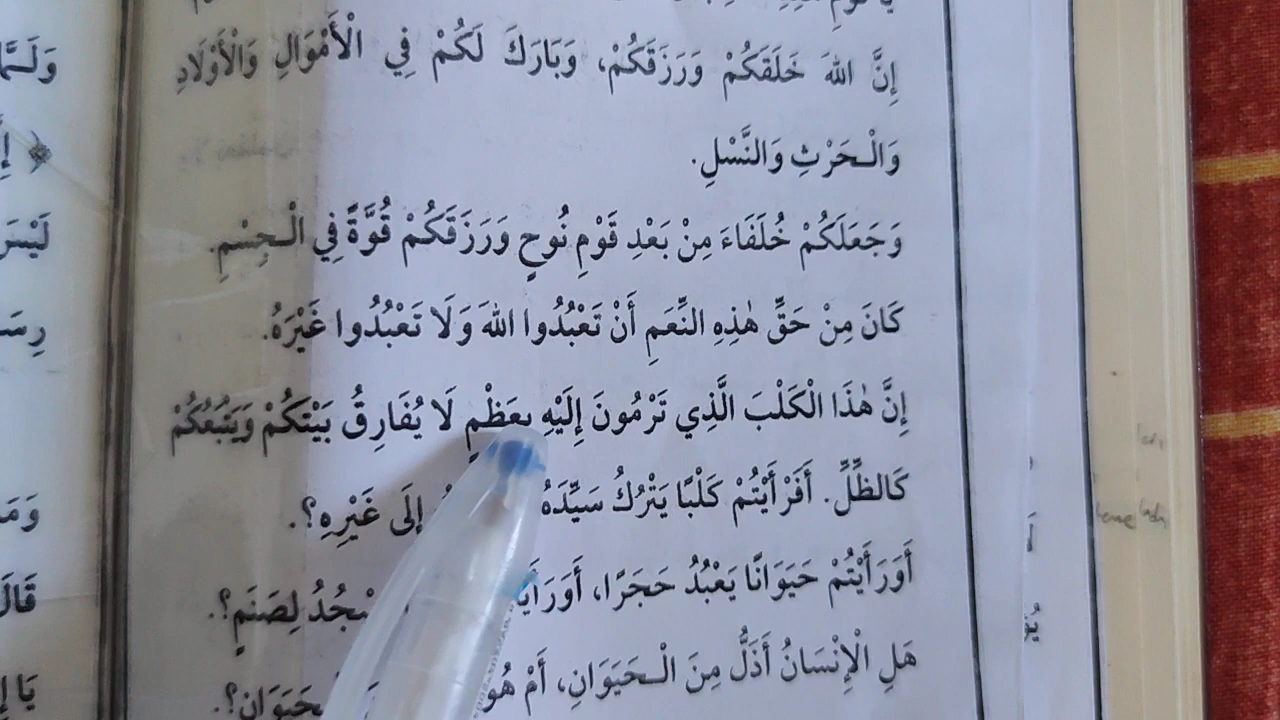 إِنَّ اللهَ خَلَقَكُمْ وَرَزَقَكُمْ، وَبَارَكَ لَكُمْ فِي الْأَمْوَالِ وَالْأَوْلَادِ
وَالْحَرْثِ وَالنَّسْلِ.
وَجَعَلَكُمْ خُلَفَاءَ مِنْ بَعْدِ قَوْمِ نُوحٍ وَرَزَقَكُمْ قُوَّةً فِي الْجِسْمِ.
كَانَ مِنْ حَقِّ هٰذِهِ النِّعَمِ أَنْ تَعْبُدُوا اللهَ وَلَا تَعْبُدُوا غَيْرَهُ.
إِنَّ هٰذَا الْكَلْبَ الَّذِي تَرْمُونَ إِلَيْهِ بِعَظْمٍ لَا يُفَارِقُ بَيْتَكُمْ وَيَتْبَعُكُمْ
كَالظِّلِّ. أَفَرْأَيْتُمْ كَلْبًا يَتْرُكُ سَيِّدَهُ إِلَى غَيْرِهِ؟.
أَوَرَأَيْتُمْ حَيَوَانًا يَعْبُدُ حَجَرًا، لِصَنَمٍ؟.
هَلِ الْإِنْسَانُ أَذَلُّ مِنَ الْحَيَوَانِ، أَمْ